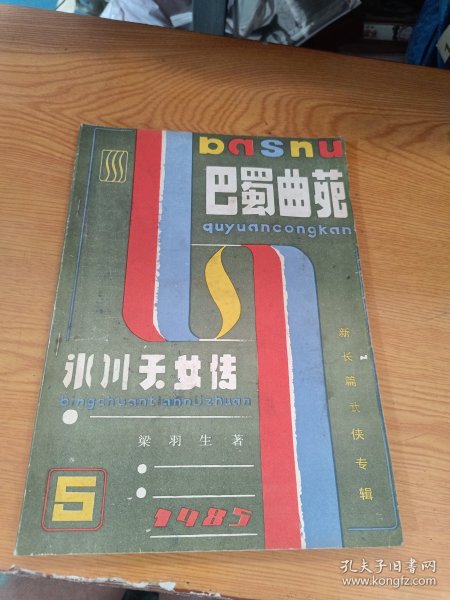 bashu
巴蜀曲苑
quyuancongkan
新长篇武侠专辑
冰川天女传
bingchuantiannüzhuan
梁羽生著
5
1985
孔夫子旧书网
www.kongfz.com